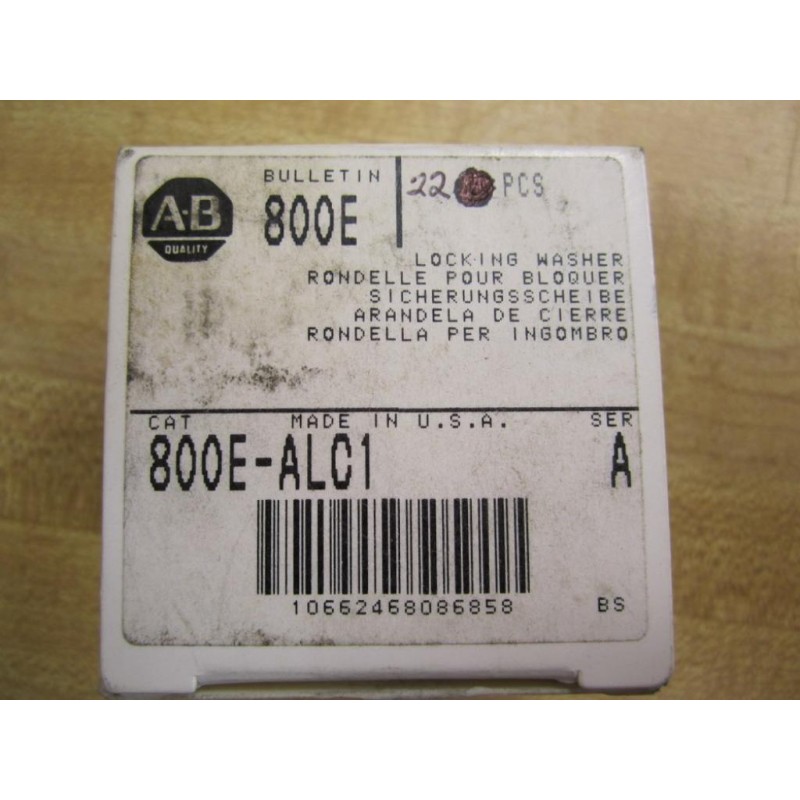 A-B
QUALITY
BULLETIN
800E
22 PCS
LOCKING WASHER
RONDELLE POUR BLOQUER
SICHERUNGSSCHEIBE
ARANDELA DE CIERRE
RONDELLA PER INGOMBRO
CAT MADE IN U.S.A. SER
800E-ALC1 A
10662468086858 BS